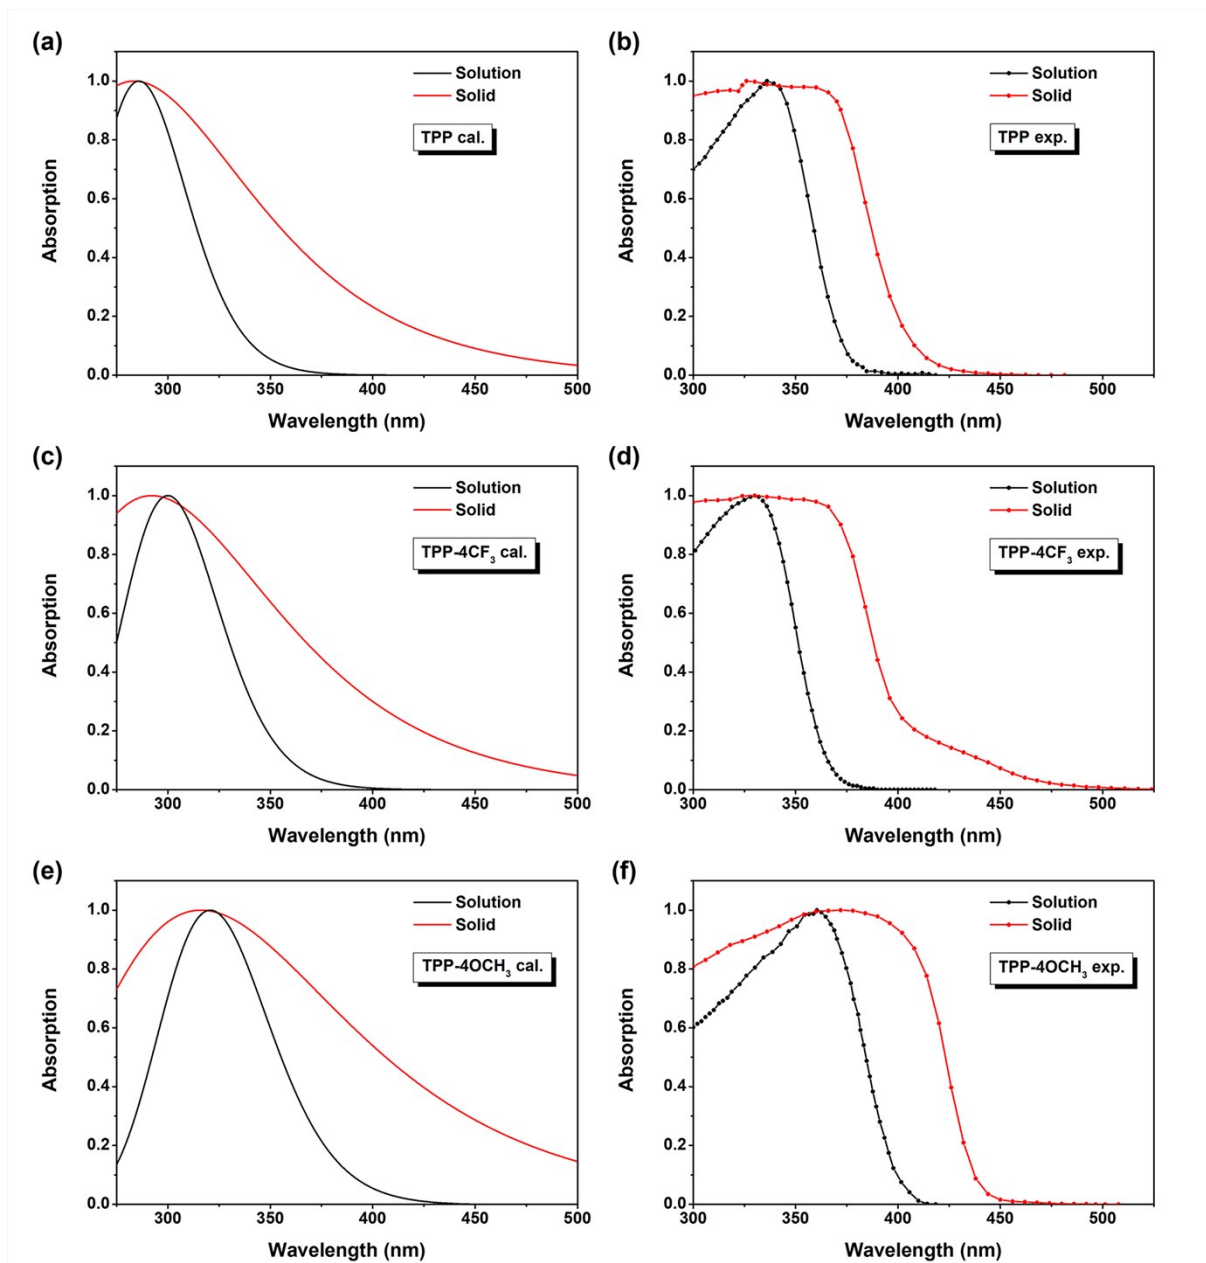 (a)
Solution
Solid
TPP cal.
1.0
0.8
0.6
0.4
0.2
0.0
Absorption
300 350 400 450 500
Wavelength (nm)
(b)
Solution
Solid
TPP exp.
1.0
0.8
0.6
0.4
0.2
0.0
Absorption
300 350 400 450 500
Wavelength (nm)
(c)
Solution
Solid
TPP-4CF₃ cal.
1.0
0.8
0.6
0.4
0.2
0.0
Absorption
300 350 400 450 500
Wavelength (nm)
(d)
Solution
Solid
TPP-4CF₃ exp.
1.0
0.8
0.6
0.4
0.2
0.0
Absorption
300 350 400 450 500
Wavelength (nm)
(e)
Solution
Solid
TPP-4OCH₃ cal.
1.0
0.8
0.6
0.4
0.2
0.0
Absorption
300 350 400 450 500
Wavelength (nm)
(f)
Solution
Solid
TPP-4OCH₃ exp.
1.0
0.8
0.6
0.4
0.2
0.0
Absorption
300 350 400 450 500
Wavelength (nm)